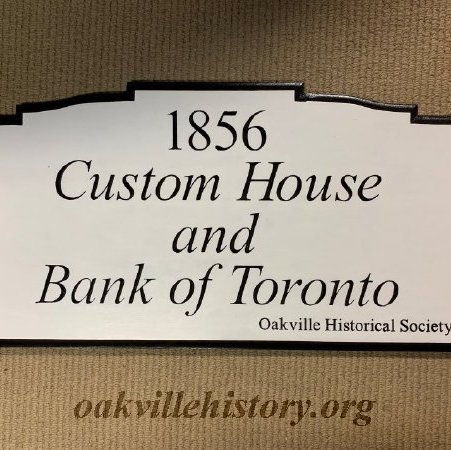 1856
Custom House
and
Bank of Toronto
Oakville Historical Society
oakvillehistory.org